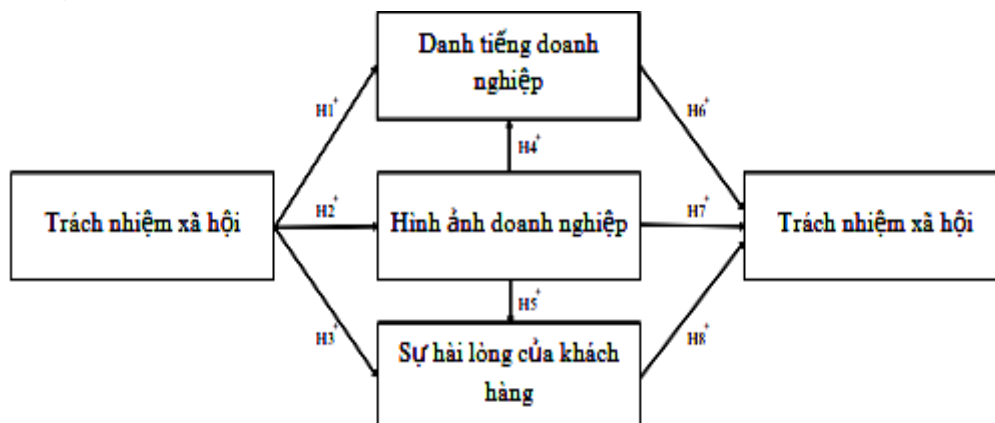 Danh tiếng doanh
nghiệp
H1+
H6+
H4+
Trách nhiệm xã hội
H2+
Hình ảnh doanh nghiệp
H7+
Trách nhiệm xã hội
H5+
H3+
Sự hài lòng của khách
hàng
H8+